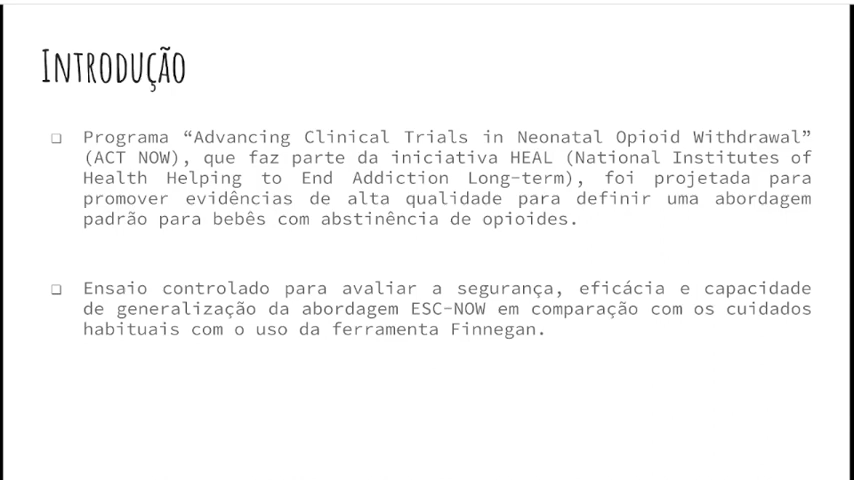 Introdução
Programa “Advancing Clinical Trials in Neonatal Opioid Withdrawal”
(ACT NOW), que faz parte da iniciativa HEAL (National Institutes of
Health Helping to End Addiction Long-term), foi projetada para
promover evidências de alta qualidade para definir uma abordagem
padrão para bebês com abstinência de opioides.
Ensaio controlado para avaliar a segurança, eficácia e capacidade
de generalização da abordagem ESC-NOW em comparação com os cuidados
habituais com o uso da ferramenta Finnegan.